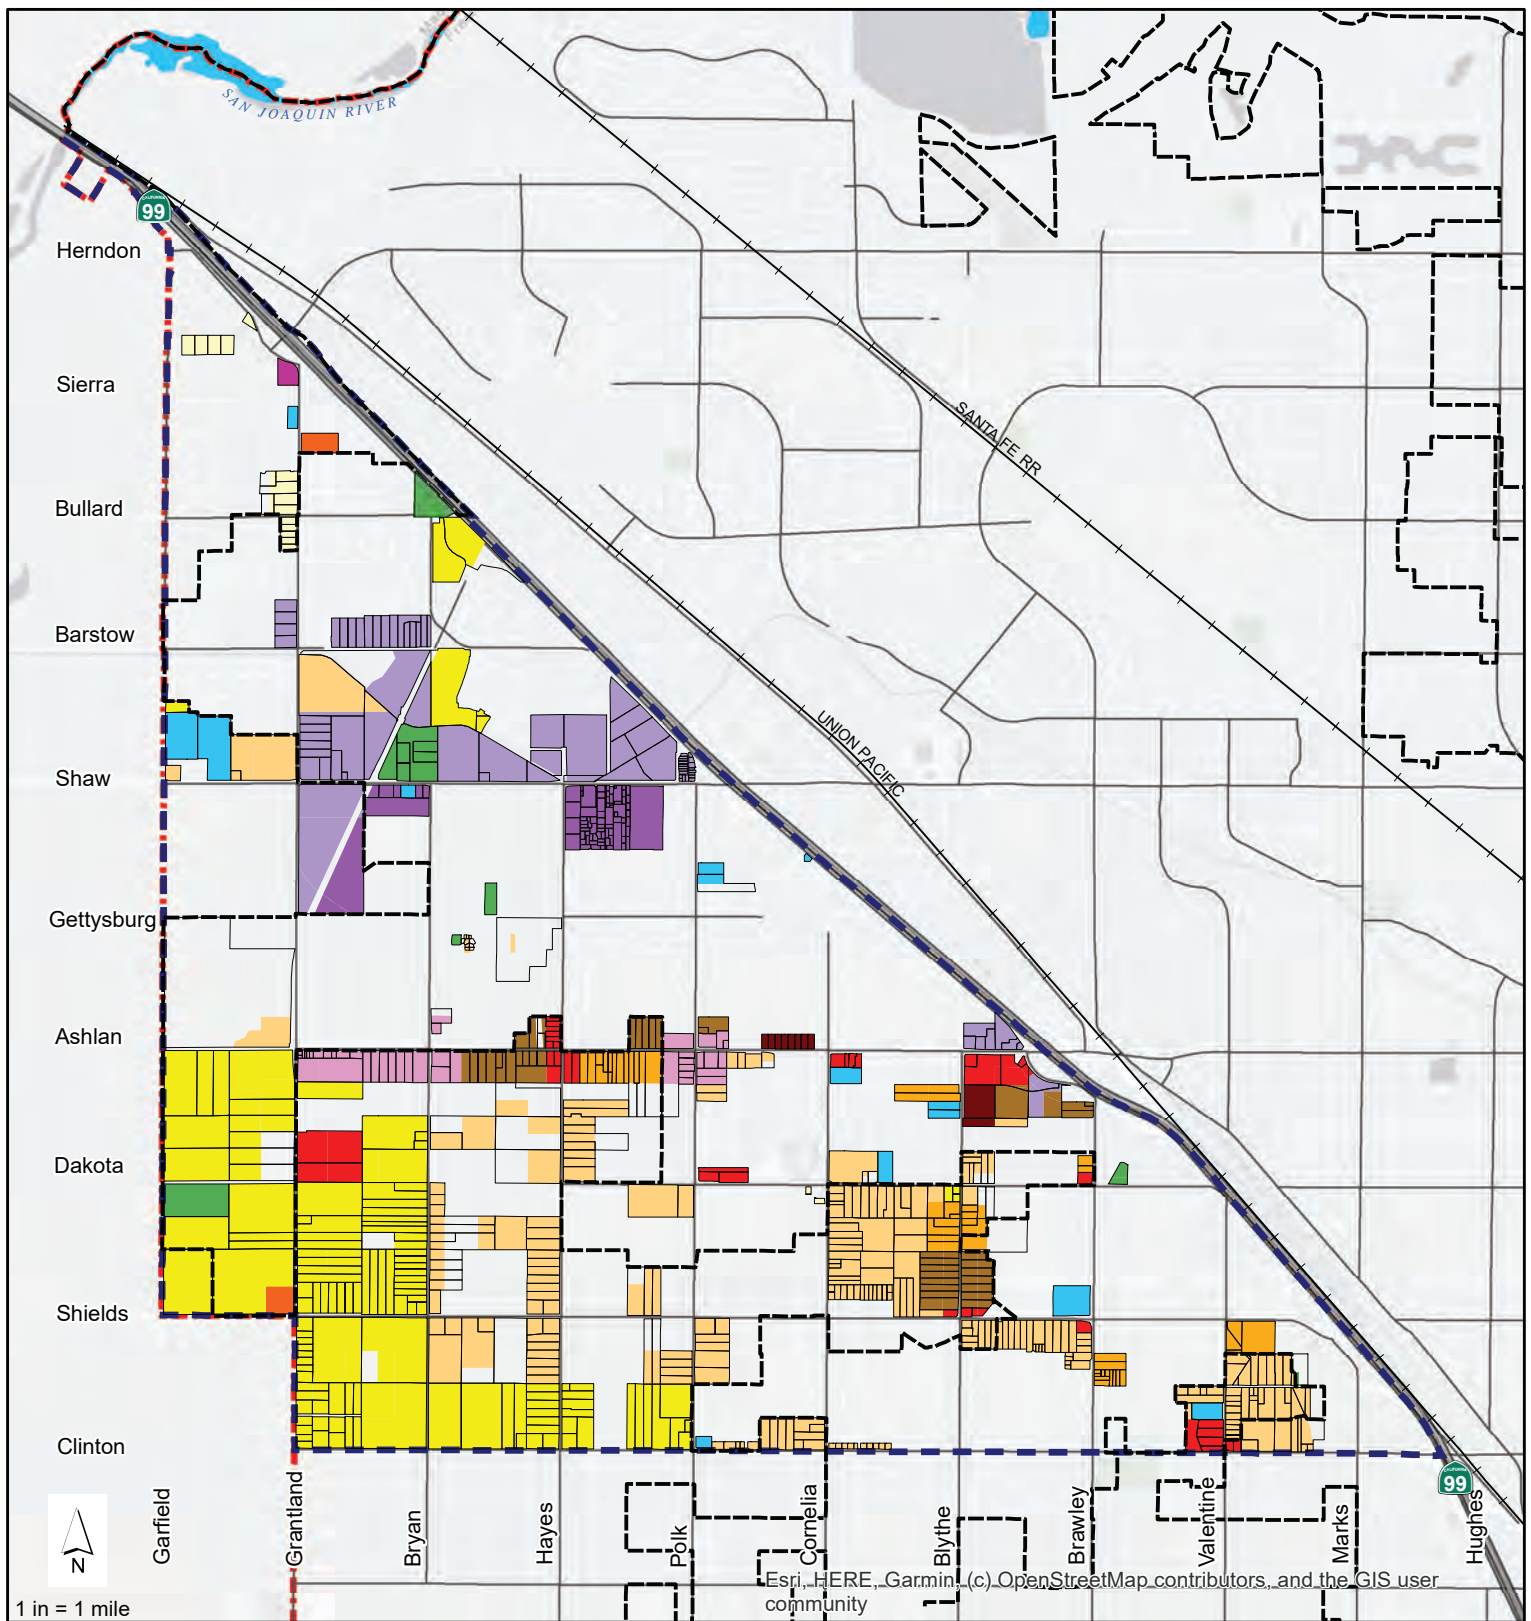 SAN JOAQUIN RIVER
CALIFORNIA
99
Herndon
Sierra
SANTA FE RR
Bullard
Barstow
UNION PACIFIC
Shaw
Gettysburg
Ashlan
Dakota
Shields
Clinton
CALIFORNIA
99
Garfield
Grantland
Bryan
Hayes
Polk
Cornelia
Blythe
Brawley
Valentine
Marks
Hughes
N
Esri, HERE, Garmin, (c) OpenStreetMap contributors, and the GIS user
community
1 in = 1 mile